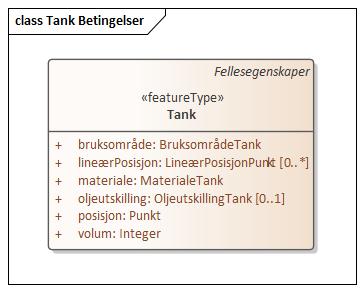 class Tank Betingelser
Fellesegenskaper
«featureType»
Tank
+ bruksområde: BruksområdeTank
+ lineærPosisjon: LineærPosisjonPunkt [0..*]
+ materiale: MaterialeTank
+ oljeutskilling: OljeutskillingTank [0..1]
+ posisjon: Punkt
+ volum: Integer